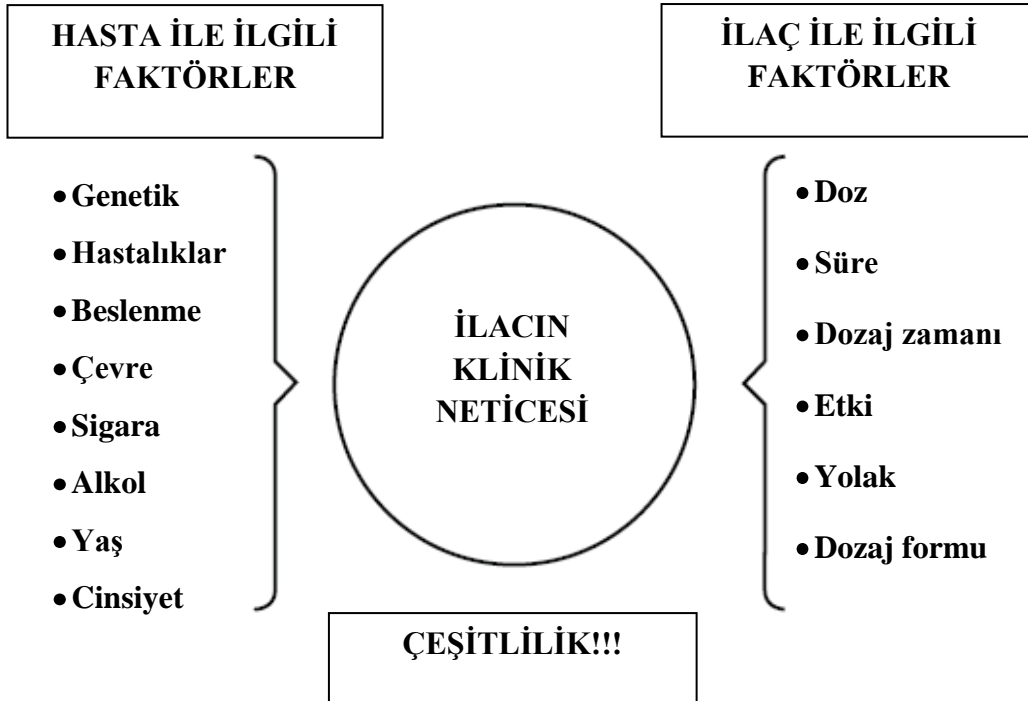 HASTA İLE İLGİLİ
FAKTÖRLER
• Genetik
• Hastalıklar
• Beslenme
• Çevre
• Sigara
• Alkol
• Yaş
• Cinsiyet
İLACIN
KLİNİK
NETİCESİ
İLAÇ İLE İLGİLİ
FAKTÖRLER
• Doz
• Süre
• Dozaj zamanı
• Etki
• Yolak
• Dozaj formu
ÇEŞİTLİLİK!!!